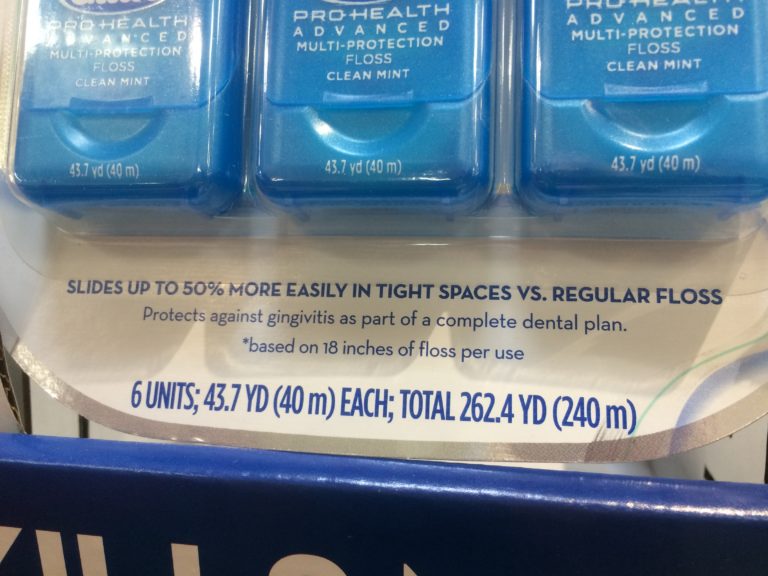 PRO-HEALTH
ADVANCED
MULTI-PROTECTION
FLOSS
CLEAN MINT
43.7 yd (40 m)
PRO-HEALTH
ADVANCED
MULTI-PROTECTION
FLOSS
CLEAN MINT
43.7 yd (40 m)
PRO-HEALTH
ADVANCED
MULTI-PROTECTION
FLOSS
CLEAN MINT
43.7 yd (40 m)
SLIDES UP TO 50% MORE EASILY IN TIGHT SPACES VS. REGULAR FLOSS
Protects against gingivitis as part of a complete dental plan.
*based on 18 inches of floss per use
6 UNITS; 43.7 YD (40 m) EACH; TOTAL 262.4 YD (240 m)